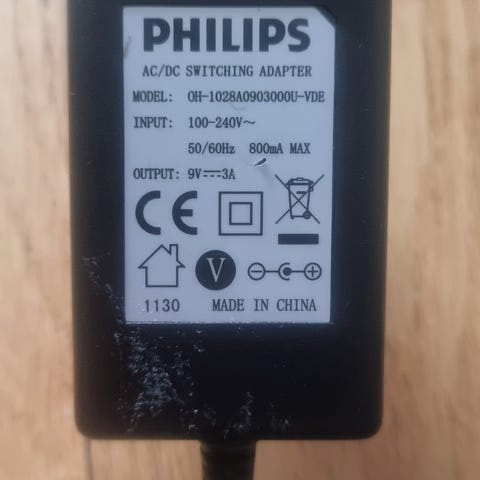 PHILIPS
AC/DC SWITCHING ADAPTER
MODEL: OH-1028A0903000U-VDE
INPUT: 100-240V~
50/60Hz 800mA MAX
OUTPUT: 9V⎓3A
CE
V
1130 MADE IN CHINA